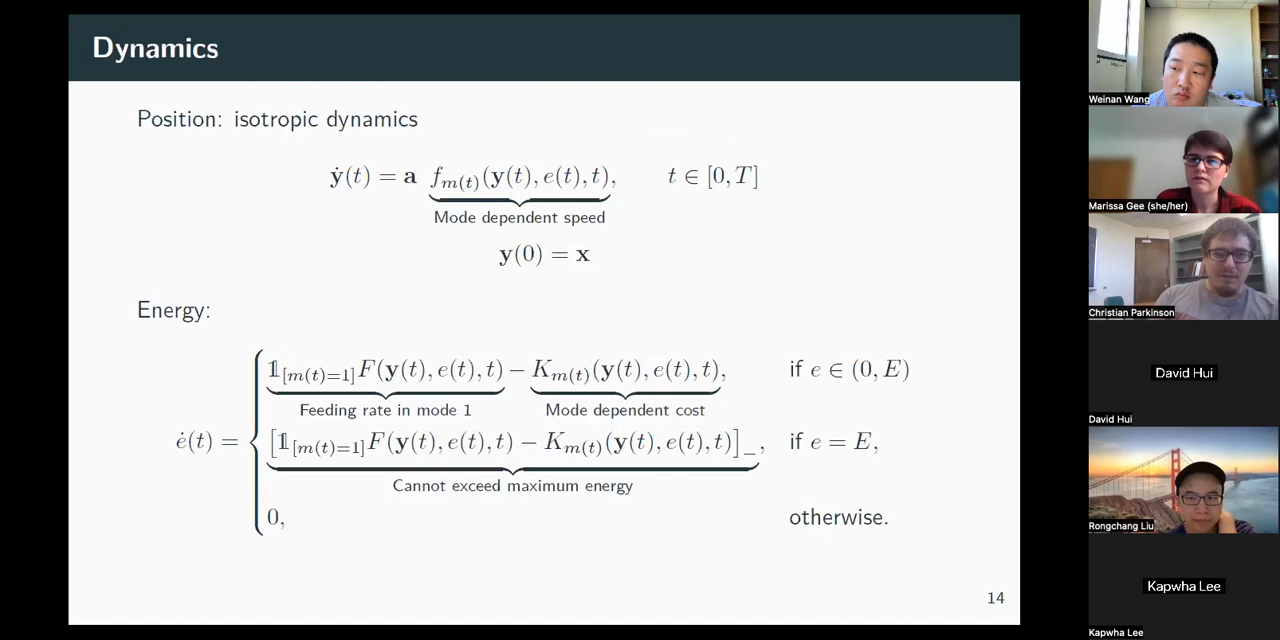 Dynamics
Position: isotropic dynamics
ẏ(t) = a f_{m(t)}(y(t), e(t), t), t ∈ [0, T]
Mode dependent speed
y(0) = x
Energy:
𝟙_{[m(t)=1]}F(y(t), e(t), t) − K_{m(t)}(y(t), e(t), t), if e ∈ (0, E)
Feeding rate in mode 1 Mode dependent cost
ė(t) = { [𝟙_{[m(t)=1]}F(y(t), e(t), t) − K_{m(t)}(y(t), e(t), t)]_−, if e = E,
Cannot exceed maximum energy
0, otherwise.
14
Weinan Wang
Marissa Gee (she/her)
Christian Parkinson
David Hui
David Hui
Rongchang Liu
Kapwha Lee
Kapwha Lee